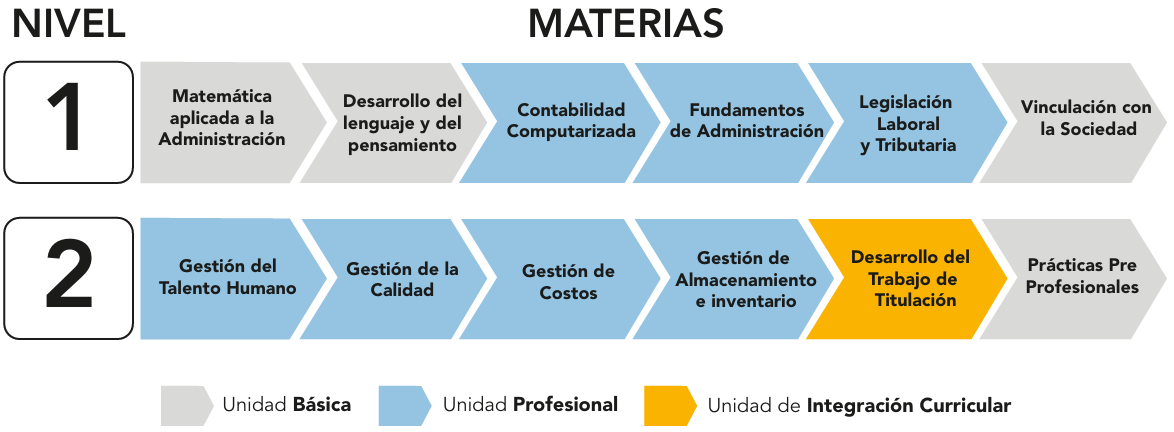 NIVEL
MATERIAS
1
Matemática
aplicada a la
Administración
Desarrollo del
lenguaje y del
pensamiento
Contabilidad
Computarizada
Fundamentos
de Administración
Legislación
Laboral
y Tributaria
Vinculación con
la Sociedad
2
Gestión del
Talento Humano
Gestión de la
Calidad
Gestión de
Costos
Gestión de
Almacenamiento
e inventario
Desarrollo del
Trabajo de
Titulación
Prácticas Pre
Profesionales
Unidad Básica
Unidad Profesional
Unidad de Integración Curricular